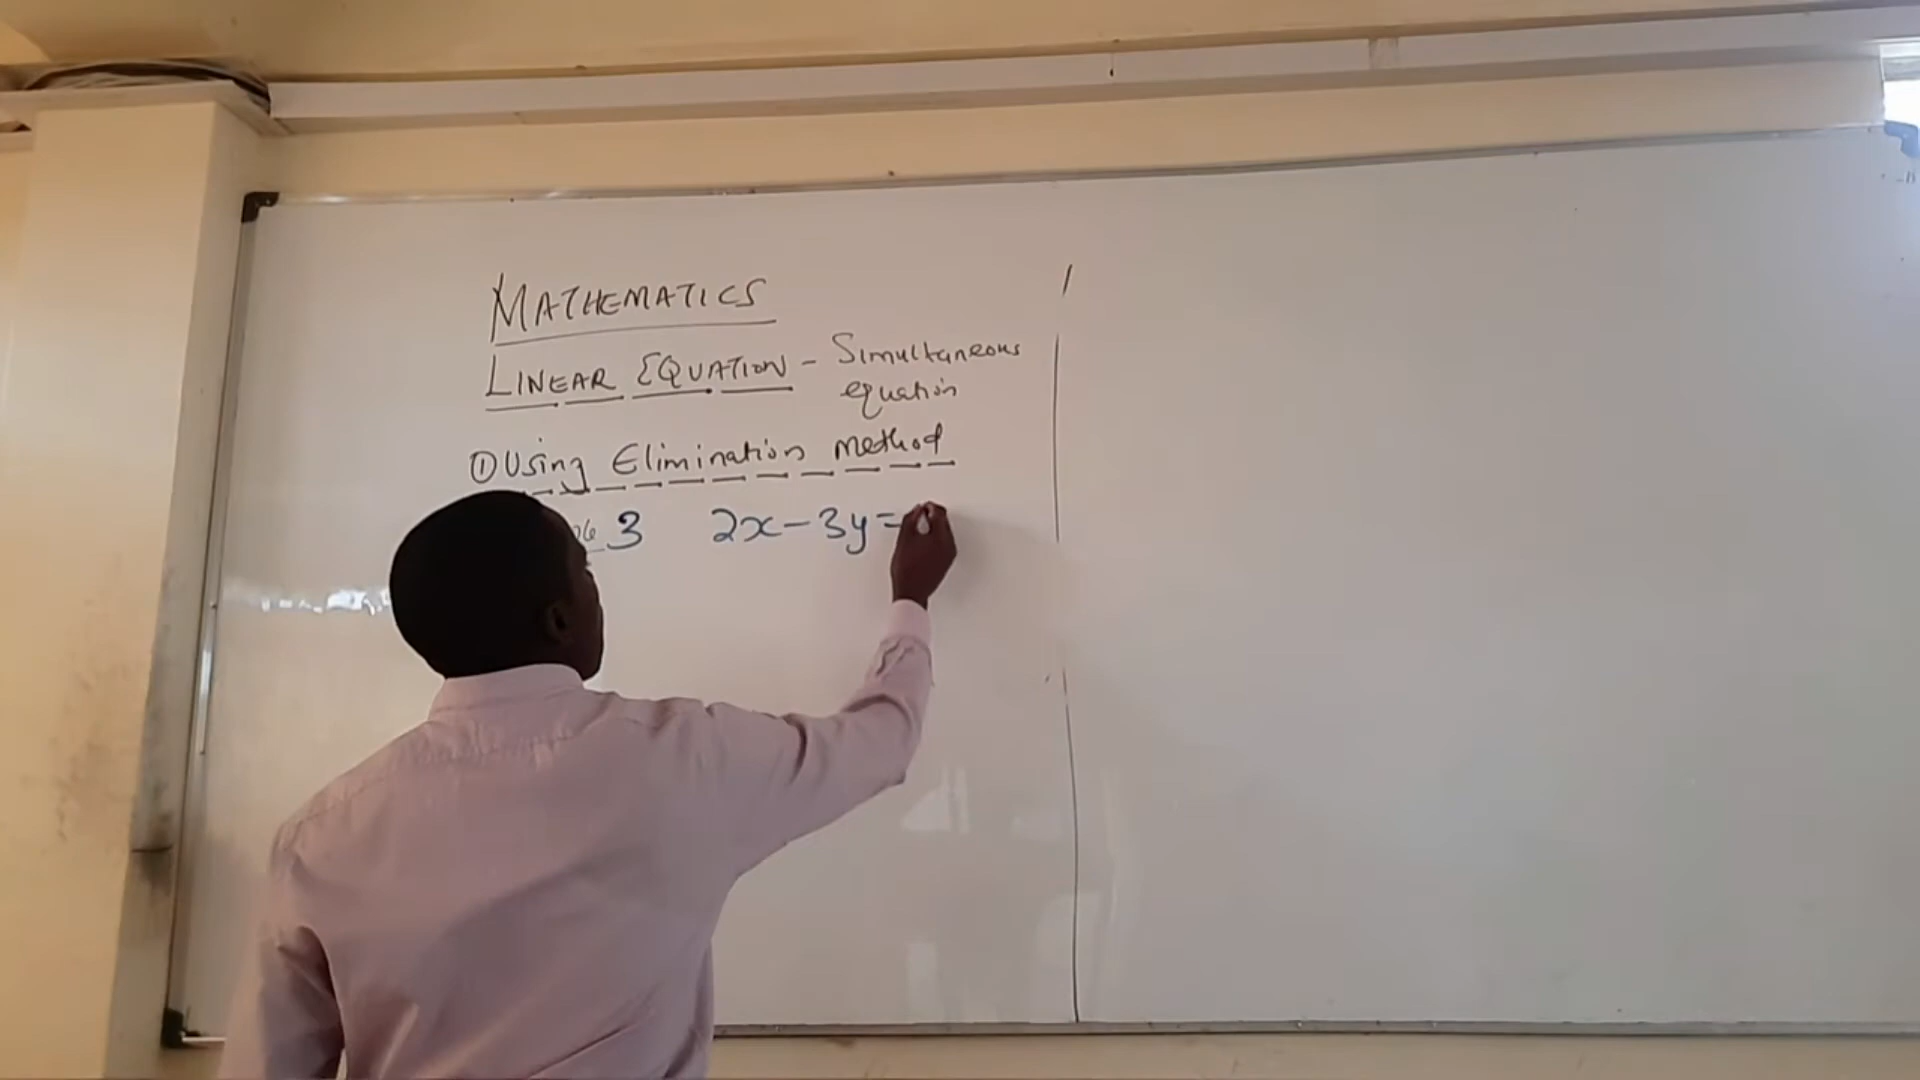 MATHEMATICS
LINEAR EQUATION - Simultaneous
equation
① Using Elimination method
3 2x - 3y =